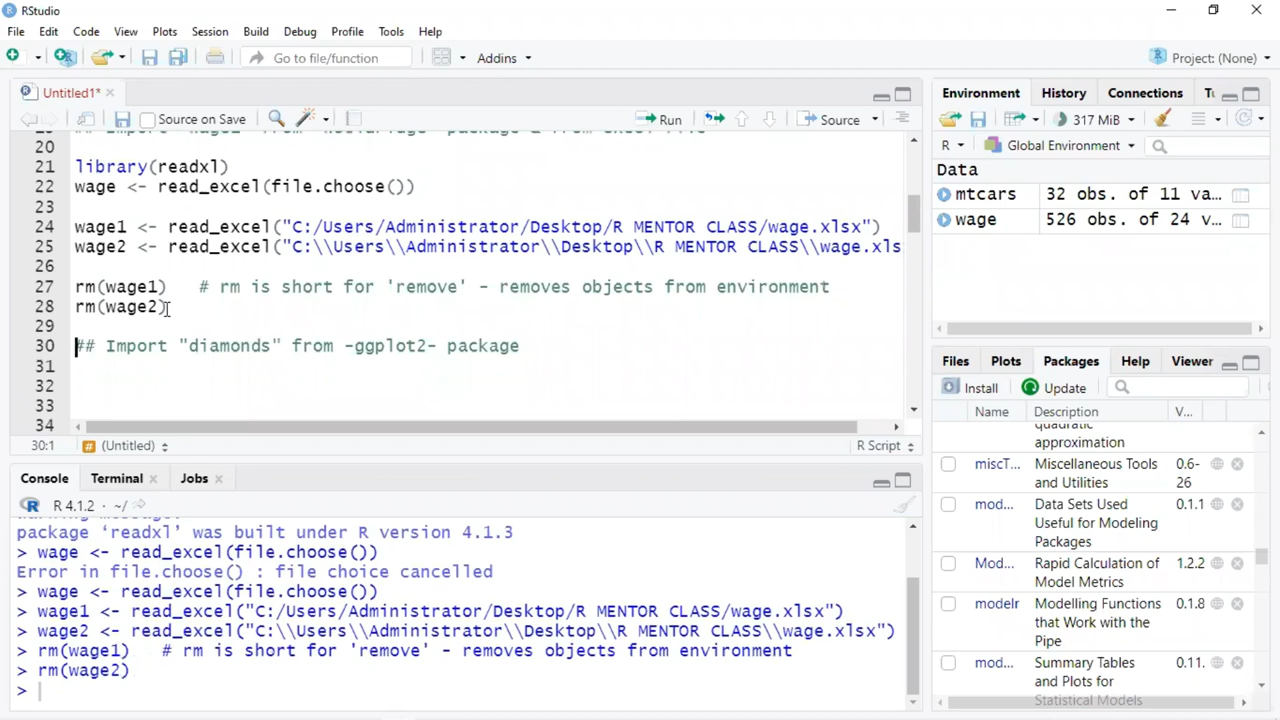 RStudio
File Edit Code View Plots Session Build Debug Profile Tools Help
Go to file/function Addins Project: (None)
Untitled1*
Source on Save Run Source
20
21 library(readxl)
22 wage <- read_excel(file.choose())
23
24 wage1 <- read_excel("C:/Users/Administrator/Desktop/R MENTOR CLASS/wage.xlsx")
25 wage2 <- read_excel("C:\\Users\\Administrator\\Desktop\\R MENTOR CLASS\\wage.xls
26
27 rm(wage1) # rm is short for 'remove' - removes objects from environment
28 rm(wage2)
29
30 ## Import "diamonds" from -ggplot2- package
31
32
33
34
30:1 (Untitled) R Script
Console Terminal Jobs
R 4.1.2 · ~/
package ‘readxl’ was built under R version 4.1.3
> wage <- read_excel(file.choose())
Error in file.choose() : file choice cancelled
> wage <- read_excel(file.choose())
> wage1 <- read_excel("C:/Users/Administrator/Desktop/R MENTOR CLASS/wage.xlsx")
> wage2 <- read_excel("C:\\Users\\Administrator\\Desktop\\R MENTOR CLASS\\wage.xlsx")
> rm(wage1) # rm is short for 'remove' - removes objects from environment
> rm(wage2)
>
Environment History Connections Tu
317 MiB
R Global Environment
Data
mtcars 32 obs. of 11 va...
wage 526 obs. of 24 v...
Files Plots Packages Help Viewer
Install Update
Name Description V...
quadratic
approximation
miscT... Miscellaneous Tools 0.6-
and Utilities 26
mod... Data Sets Used 0.1.1
Useful for Modeling
Packages
Mod... Rapid Calculation of 1.2.2
Model Metrics
modelr Modelling Functions 0.1.8
that Work with the
Pipe
mod... Summary Tables 0.11.
and Plots for
Statistical Models